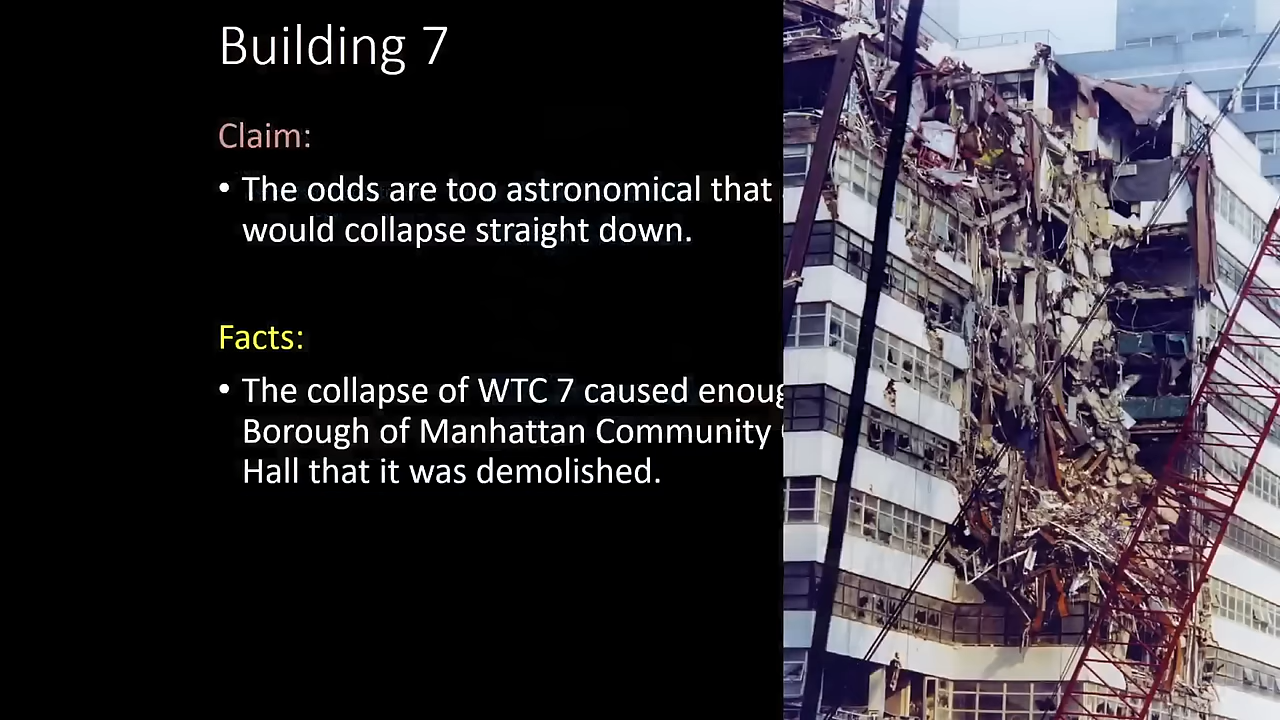 Building 7
Claim:
• The odds are too astronomical that
would collapse straight down.
Facts:
• The collapse of WTC 7 caused enoug
Borough of Manhattan Community
Hall that it was demolished.